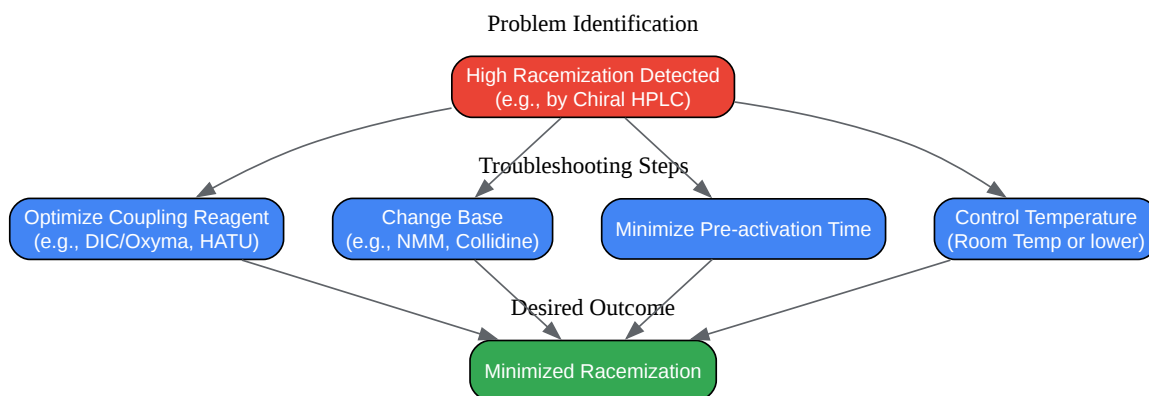 Problem Identification
High Racemization Detected
(e.g., by Chiral HPLC)
Troubleshooting Steps
Optimize Coupling Reagent
(e.g., DIC/Oxyma, HATU)
Change Base
(e.g., NMM, Collidine)
Minimize Pre-activation Time
Control Temperature
(Room Temp or lower)
Desired Outcome
Minimized Racemization